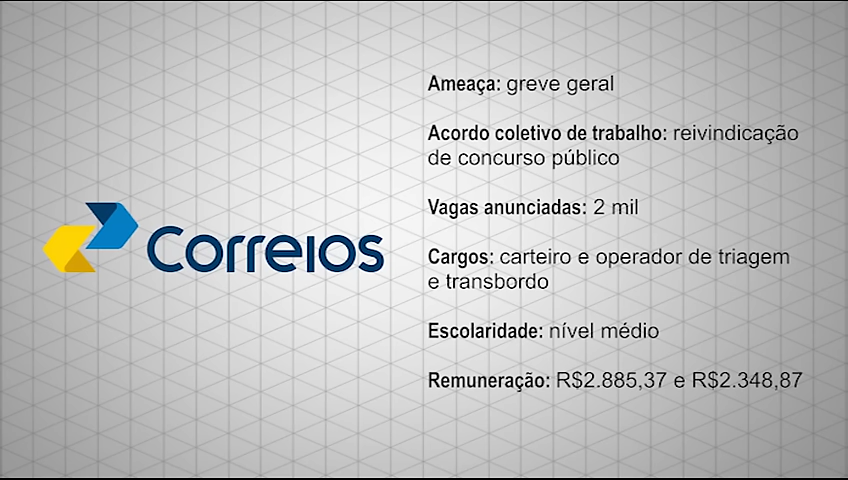 Correios
Ameaça: greve geral
Acordo coletivo de trabalho: reivindicação
de concurso público
Vagas anunciadas: 2 mil
Cargos: carteiro e operador de triagem
e transbordo
Escolaridade: nível médio
Remuneração: R$2.885,37 e R$2.348,87